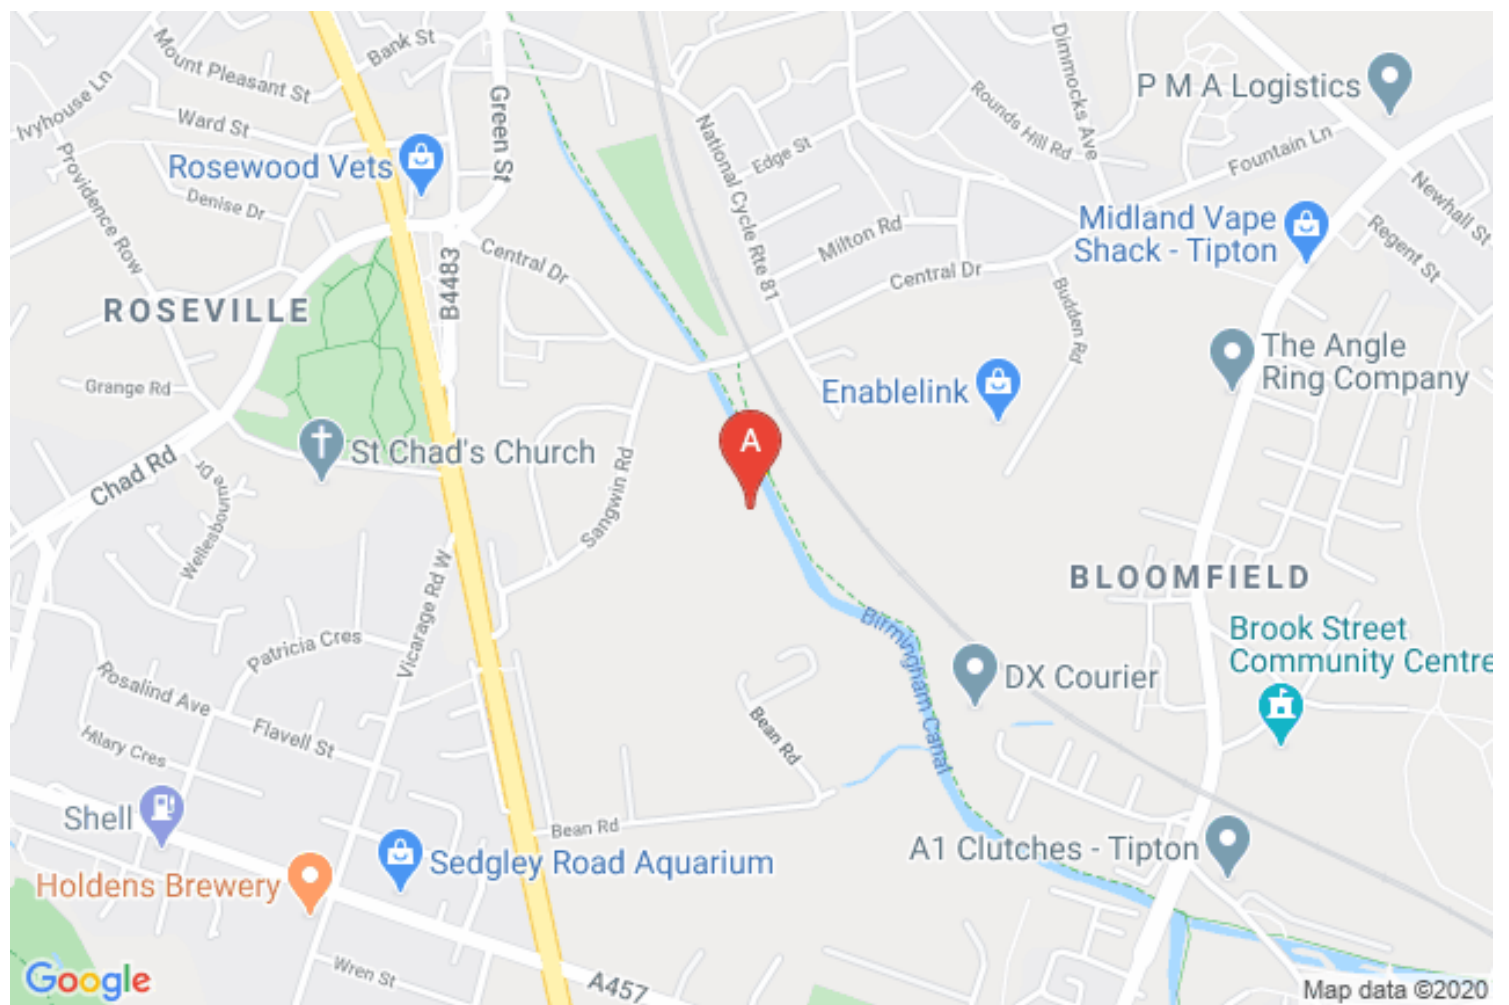 Bank St
Mount Pleasant St
Ivyhouse Ln
Ward St
Green St
Dimmocks Ave
P M A Logistics
Rounds Hill Rd
National Cycle Rte 81
Edge St
Fountain Ln
Providence Row
Rosewood Vets
Denise Dr
Newhall St
Regent St
Midland Vape
Shack - Tipton
Milton Rd
Central Dr
Central Dr
B4483
Budden Rd
ROSEVILLE
The Angle
Ring Company
Grange Rd
Enablelink
A
St Chad's Church
Chad Rd
Wellesbourne Dr
Sangwin Rd
Vicarage Rd W
BLOOMFIELD
Birmingham Canal
Brook Street
Community Centre
Patricia Cres
DX Courier
Rosalind Ave
Flavell St
Bean Rd
Hilary Cres
Shell
Bean Rd
A1 Clutches - Tipton
Sedgley Road Aquarium
Holdens Brewery
Wren St
A457
Google
Map data ©2020